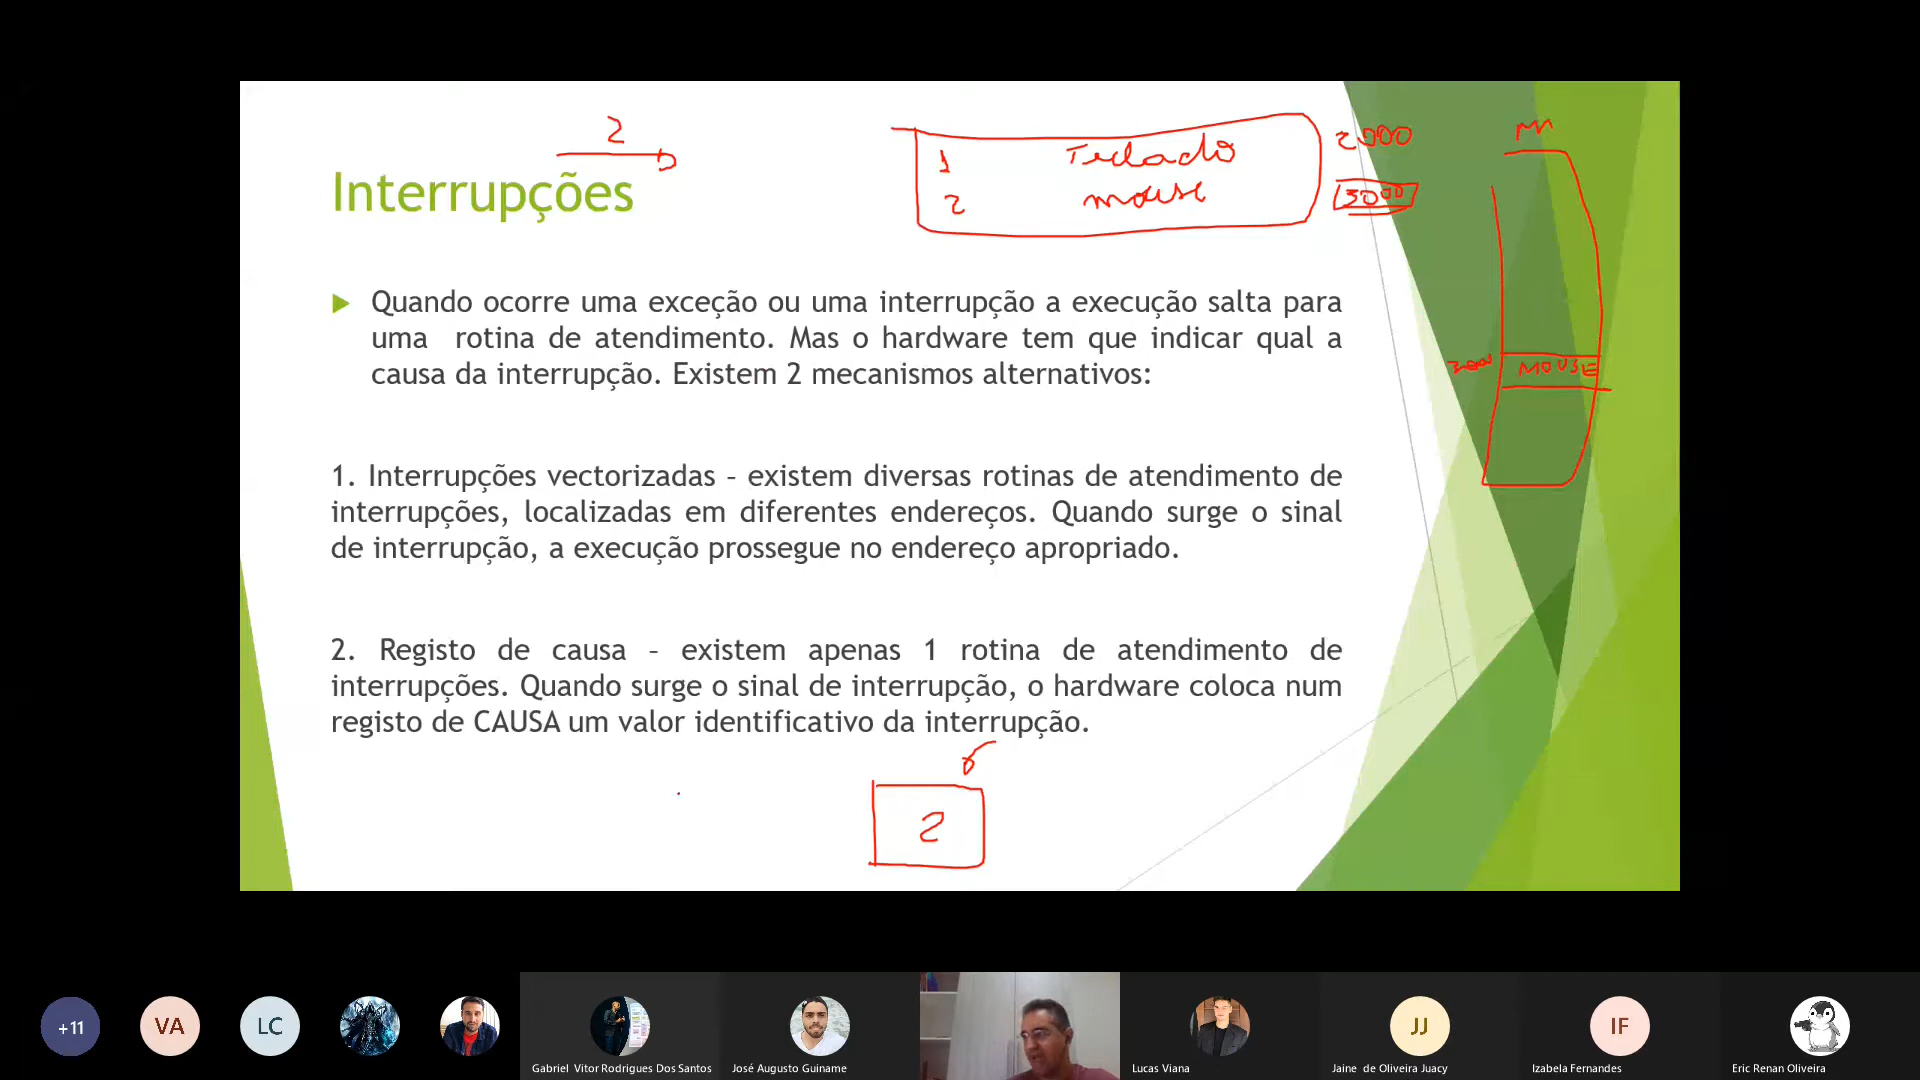 2
1 Teclado 2000
2 mouse 3000
m
Interrupções
Quando ocorre uma exceção ou uma interrupção a execução salta para
uma rotina de atendimento. Mas o hardware tem que indicar qual a
causa da interrupção. Existem 2 mecanismos alternativos:
MOUSE
1. Interrupções vectorizadas – existem diversas rotinas de atendimento de
interrupções, localizadas em diferentes endereços. Quando surge o sinal
de interrupção, a execução prossegue no endereço apropriado.
2. Registo de causa – existem apenas 1 rotina de atendimento de
interrupções. Quando surge o sinal de interrupção, o hardware coloca num
registo de CAUSA um valor identificativo da interrupção.
2
+11
VA
LC
Gabriel Vitor Rodrigues Dos Santos
José Augusto Guiname
Lucas Viana
JJ
Jaine de Oliveira Juacy
IF
Izabela Fernandes
Eric Renan Oliveira